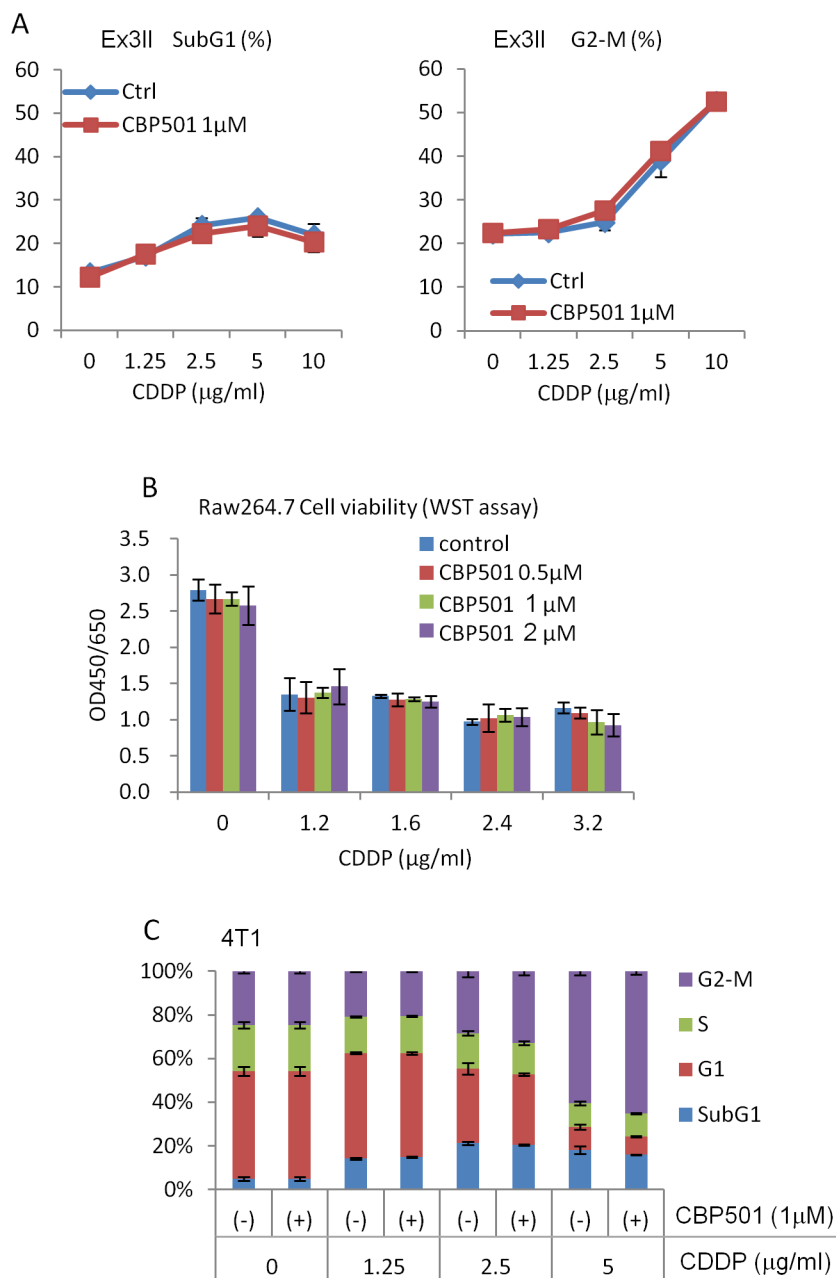 A
Ex3II SubG1 (%)
60
50
40
30
20
10
0
Ctrl
CBP501 1μM
0 1.25 2.5 5 10
CDDP (μg/ml)
Ex3II G2-M (%)
60
50
40
30
20
10
0
Ctrl
CBP501 1μM
0 1.25 2.5 5 10
CDDP (μg/ml)
B
Raw264.7 Cell viability (WST assay)
OD450/650
3.5
3.0
2.5
2.0
1.5
1.0
0.5
0.0
control
CBP501 0.5μM
CBP501 1 μM
CBP501 2 μM
0 1.2 1.6 2.4 3.2
CDDP (μg/ml)
C
4T1
100%
80%
60%
40%
20%
0%
G2-M
S
G1
SubG1
(-) (+) (-) (+) (-) (+) (-) (+) CBP501 (1μM)
0 1.25 2.5 5 CDDP (μg/ml)